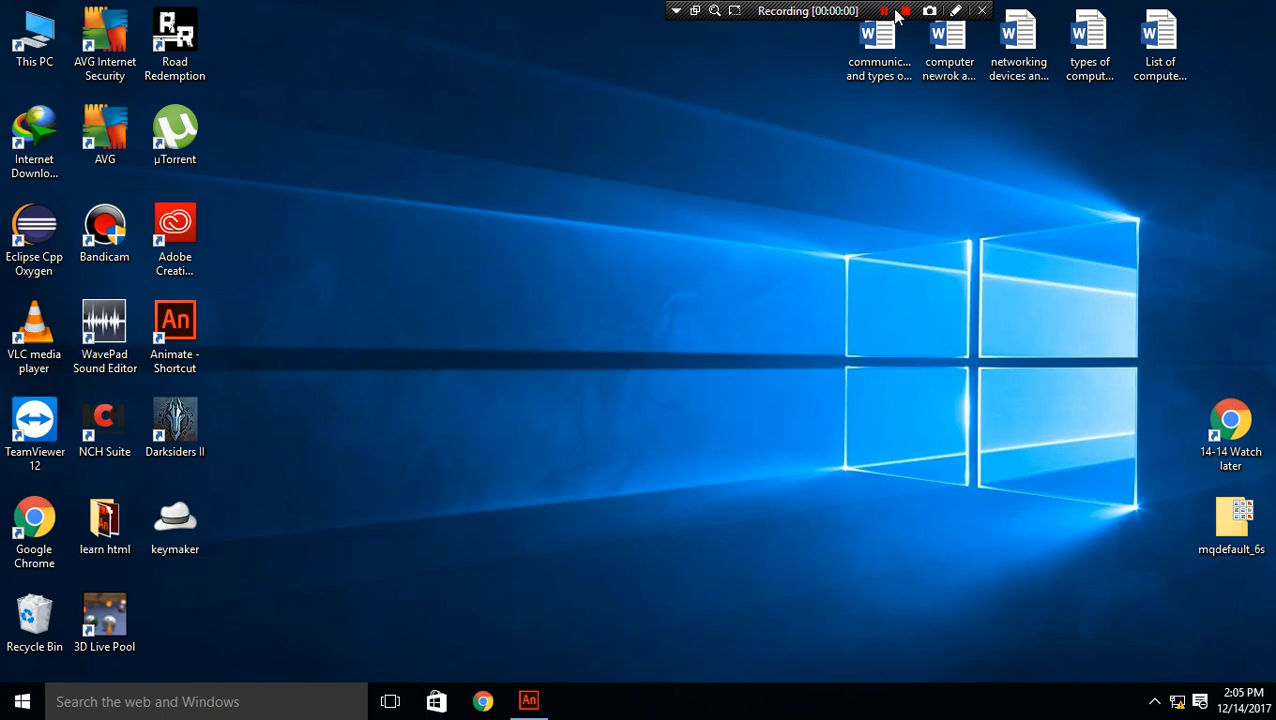 Recording [00:00:00]
This PC
AVG Internet
Security
Road
Redemption
communic...
and types o...
computer
newrok a...
networking
devices an...
types of
comput...
List of
compute...
Internet
Downlo...
AVG
µTorrent
Eclipse Cpp
Oxygen
Bandicam
Adobe
Creati...
An
VLC media
player
WavePad
Sound Editor
Animate -
Shortcut
TeamViewer
12
NCH Suite
Darksiders II
14-14 Watch
later
Google
Chrome
learn html
keymaker
mqdefault_6s
Recycle Bin
3D Live Pool
Search the web and Windows
An
2:05 PM
12/14/2017